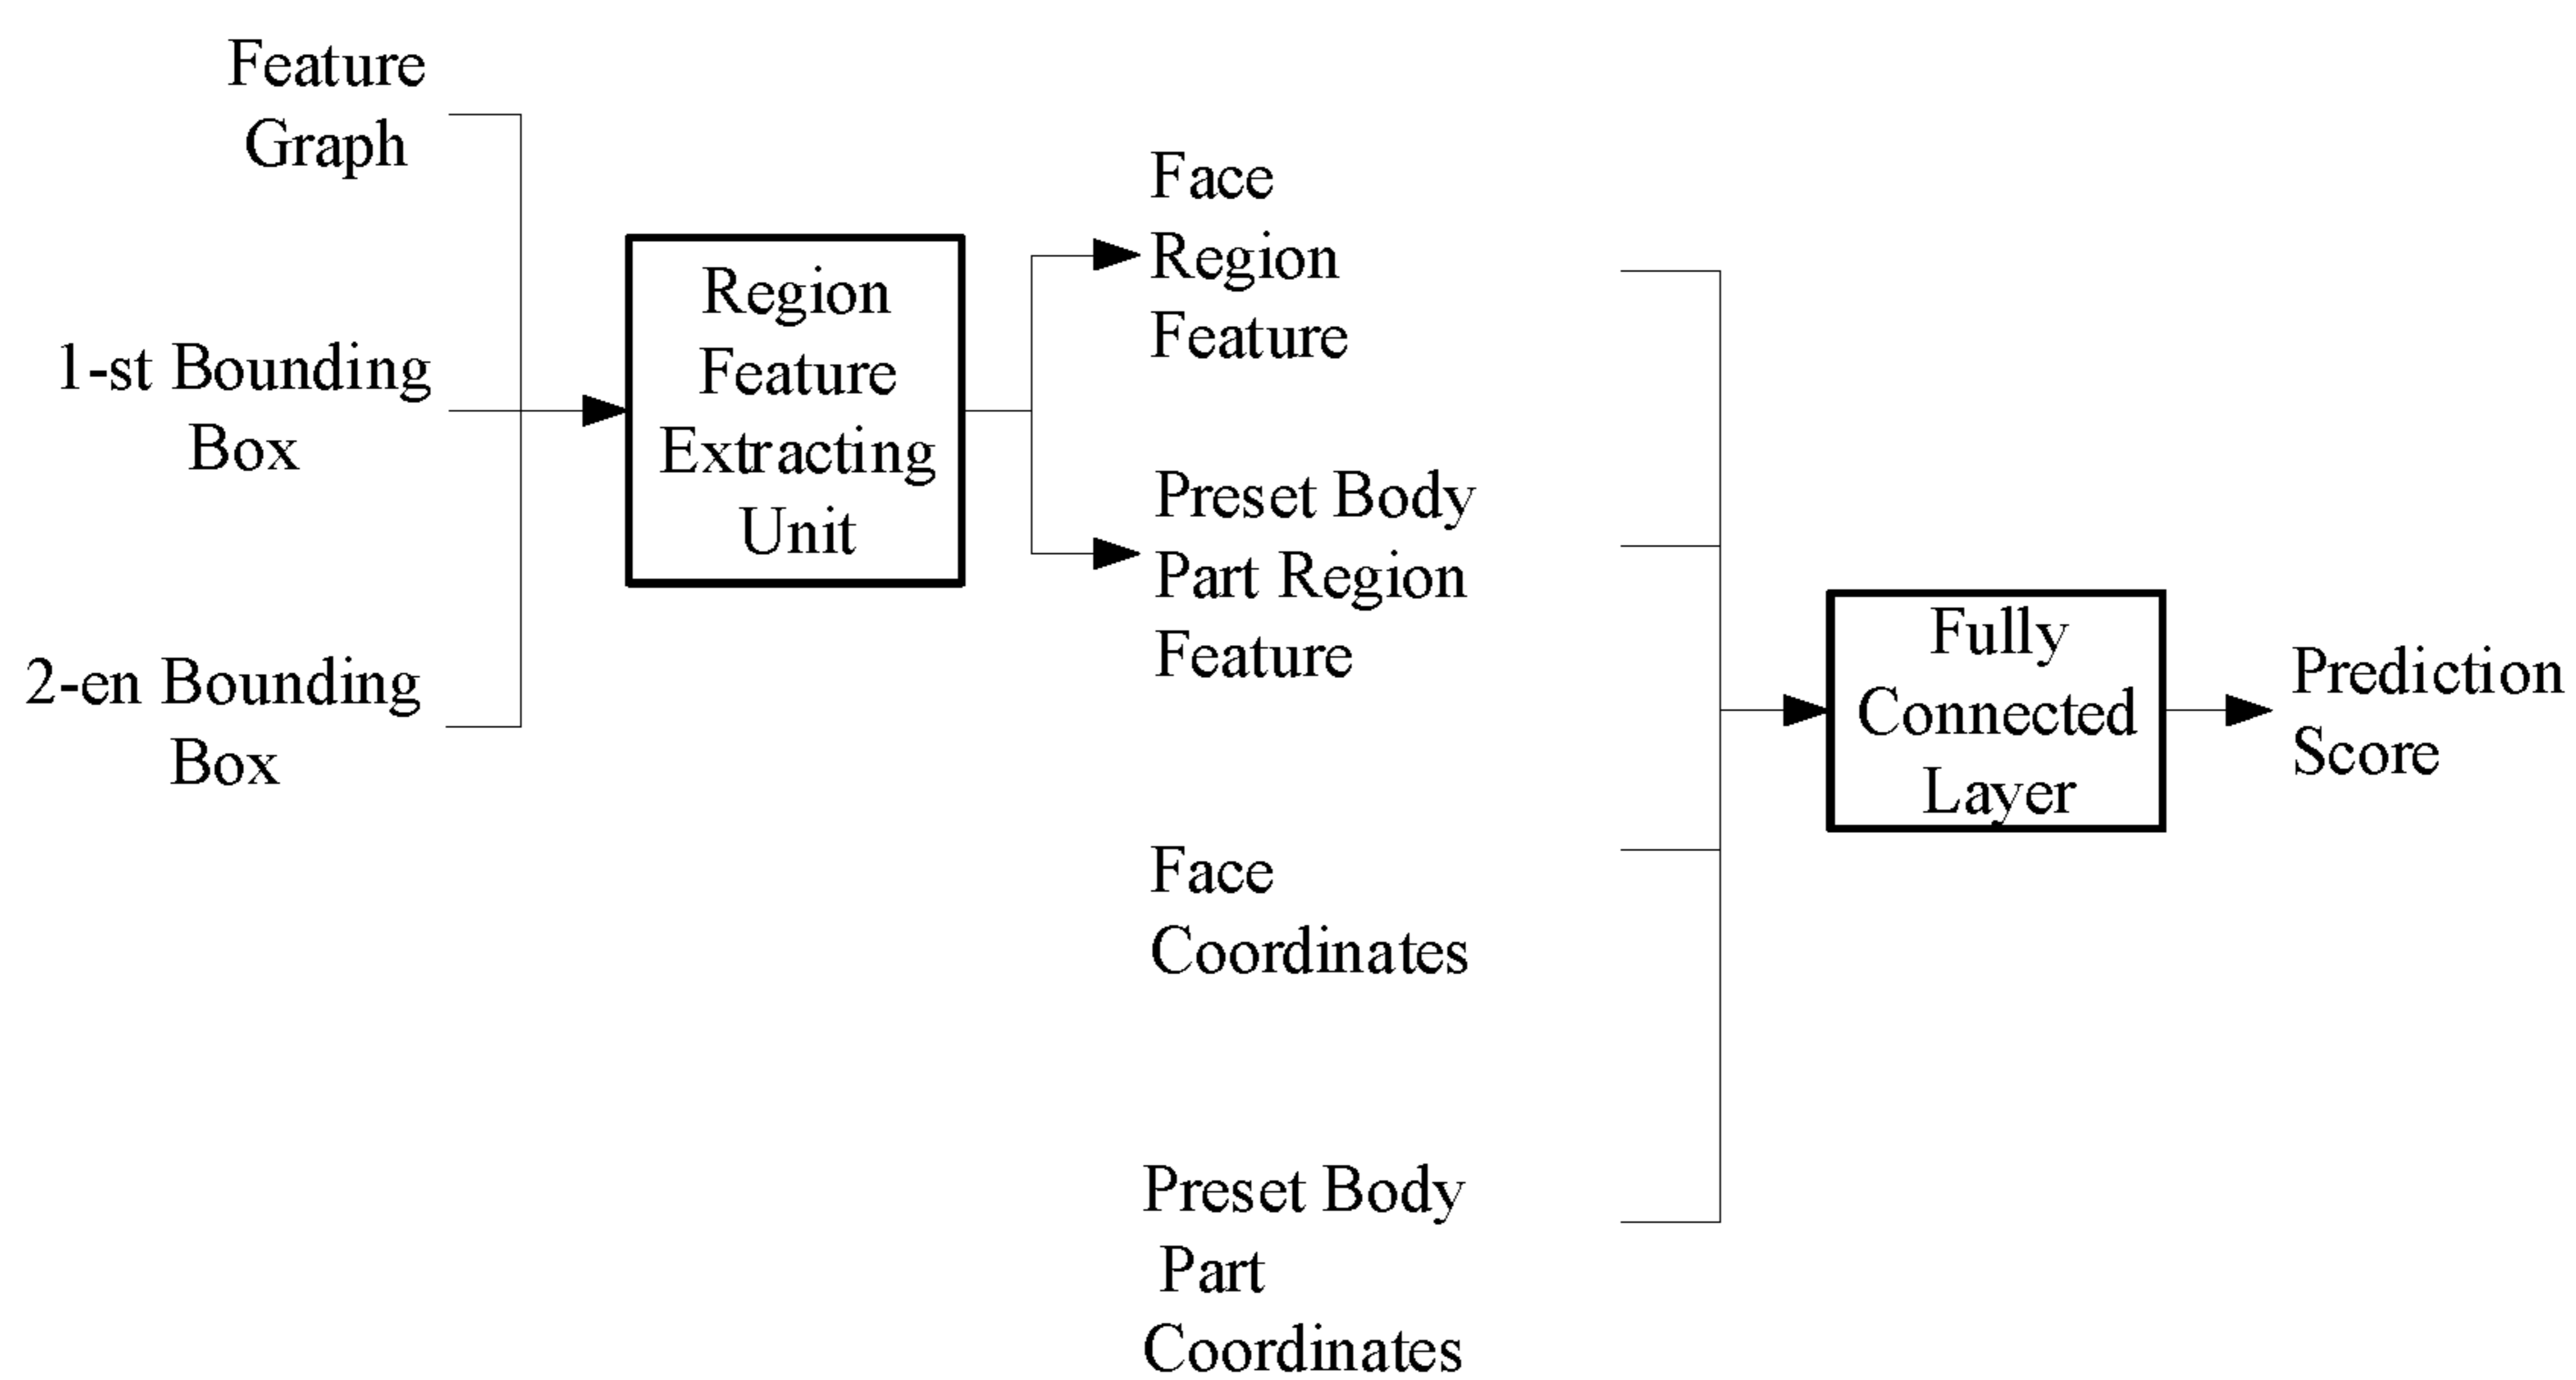 Feature
Graph
1-st Bounding
Box
2-en Bounding
Box
Region
Feature
Extracting
Unit
Face
Region
Feature
Preset Body
Part Region
Feature
Face
Coordinates
Preset Body
Part
Coordinates
Fully
Connected
Layer
Prediction
Score